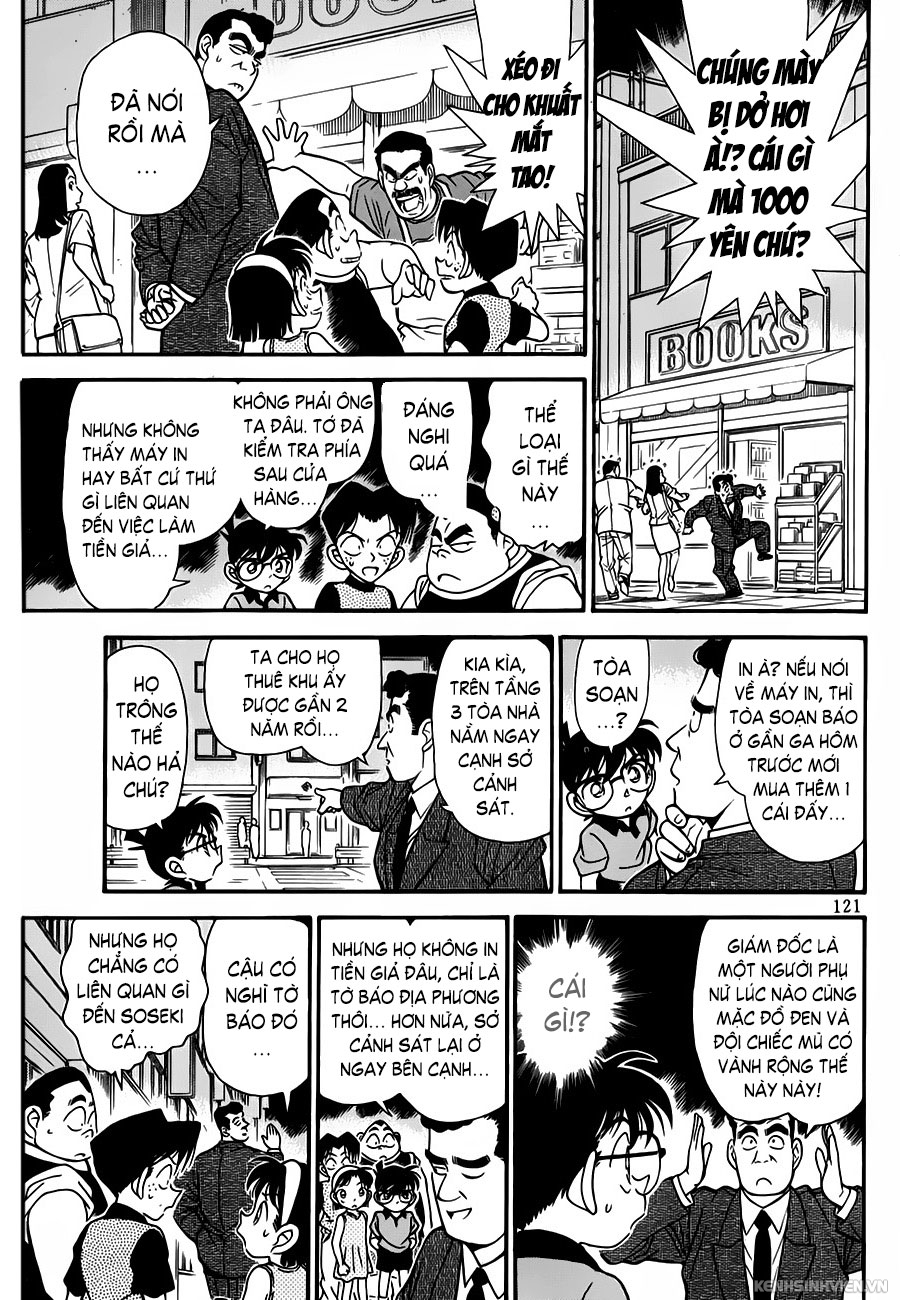 CHÚNG MÀY
BỊ DỞ HƠI
À!? CÁI GÌ
MÀ 1000
YÊN CHỨ?
BOOKS
XÉO ĐI
CHO KHUẤT
MẮT
TAO!
BOOKS
ĐÃ NÓI
RỒI MÀ
...
THỂ
LOẠI
GÌ THẾ
NÀY
...
ĐÁNG
NGHI
QUÁ
...
KHÔNG PHẢI ÔNG
TA ĐÂU. TỚ ĐÃ
KIỂM TRA PHÍA
SAU CỬA
HÀNG...
NHƯNG KHÔNG
THẤY MÁY IN
HAY BẤT CỨ THỨ
GÌ LIÊN QUAN
ĐẾN VIỆC LÀM
TIỀN GIẢ...
IN À? NẾU NÓI
VỀ MÁY IN, THÌ
TÒA SOẠN BÁO
Ở GẦN GA HÔM
TRƯỚC MỚI
MUA THÊM 1
CÁI ĐẤY...
TÒA
SOẠN
...?
KIA KÌA,
TRÊN TẦNG
3 TÒA NHÀ
NẰM NGAY
CẠNH SỞ
CẢNH
SÁT.
TA CHO HỌ
THUÊ KHU ẤY
ĐƯỢC GẦN 2
NĂM RỒI...
HỌ
TRÔNG
THẾ
NÀO HẢ
CHÚ?
121
GIÁM ĐỐC LÀ
MỘT NGƯỜI PHỤ
NỮ LÚC NÀO CŨNG
MẶC ĐỒ ĐEN VÀ
ĐỘI CHIẾC MŨ CÓ
VÀNH RỘNG THẾ
NÀY NÀY!
CÁI
GÌ!?
NHƯNG HỌ KHÔNG IN
TIỀN GIẢ ĐÂU, CHỈ LÀ
TỜ BÁO ĐỊA PHƯƠNG
THÔI... HƠN NỮA, SỞ
CẢNH SÁT LẠI Ở
NGAY BÊN CẠNH...
CẬU CÓ
NGHĨ TỜ
BÁO ĐÓ
...
NHƯNG HỌ
CHẲNG CÓ
LIÊN QUAN GÌ
ĐẾN SOSEKI
CẢ...
KENHSINHVIEN.VN